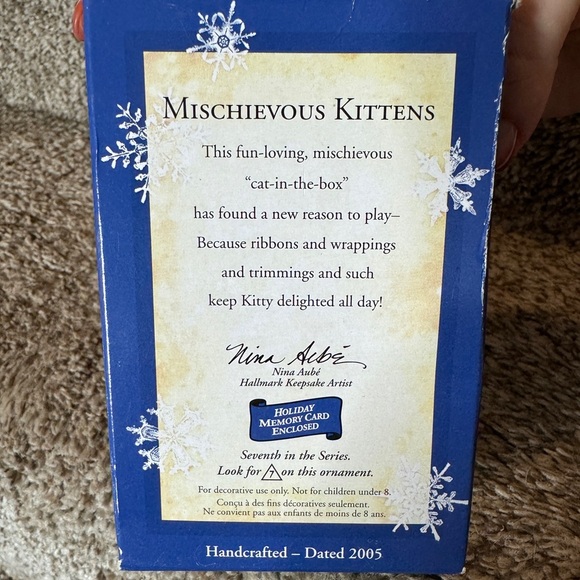 MISCHIEVOUS KITTENS
This fun-loving, mischievous
“cat-in-the-box”
has found a new reason to play–
Because ribbons and wrappings
and trimmings and such
keep Kitty delighted all day!
Nina Aubé
Nina Aubé
Hallmark Keepsake Artist
HOLIDAY
MEMORY CARD
ENCLOSED
Seventh in the Series.
Look for 7 on this ornament.
For decorative use only. Not for children under 8.
Conçu à des fins décoratives seulement.
Ne convient pas aux enfants de moins de 8 ans.
Handcrafted – Dated 2005